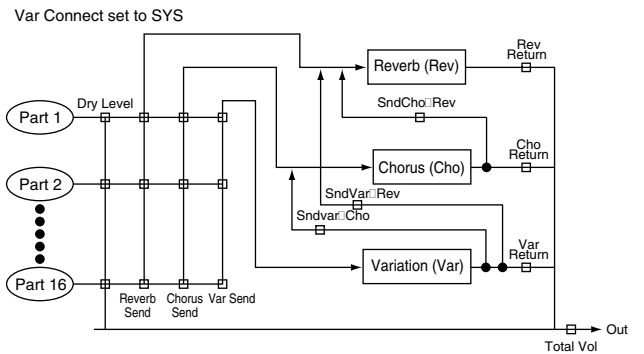 Var Connect set to SYS
Rev
Return
Reverb (Rev)
Dry Level
SndCho□Rev
Part 1
Cho
Return
Chorus (Cho)
Part 2
SndVar□Rev
Sndvar□Cho
Var
Return
Variation (Var)
Part 16
Reverb
Send
Chorus
Send
Var Send
Out
Total Vol